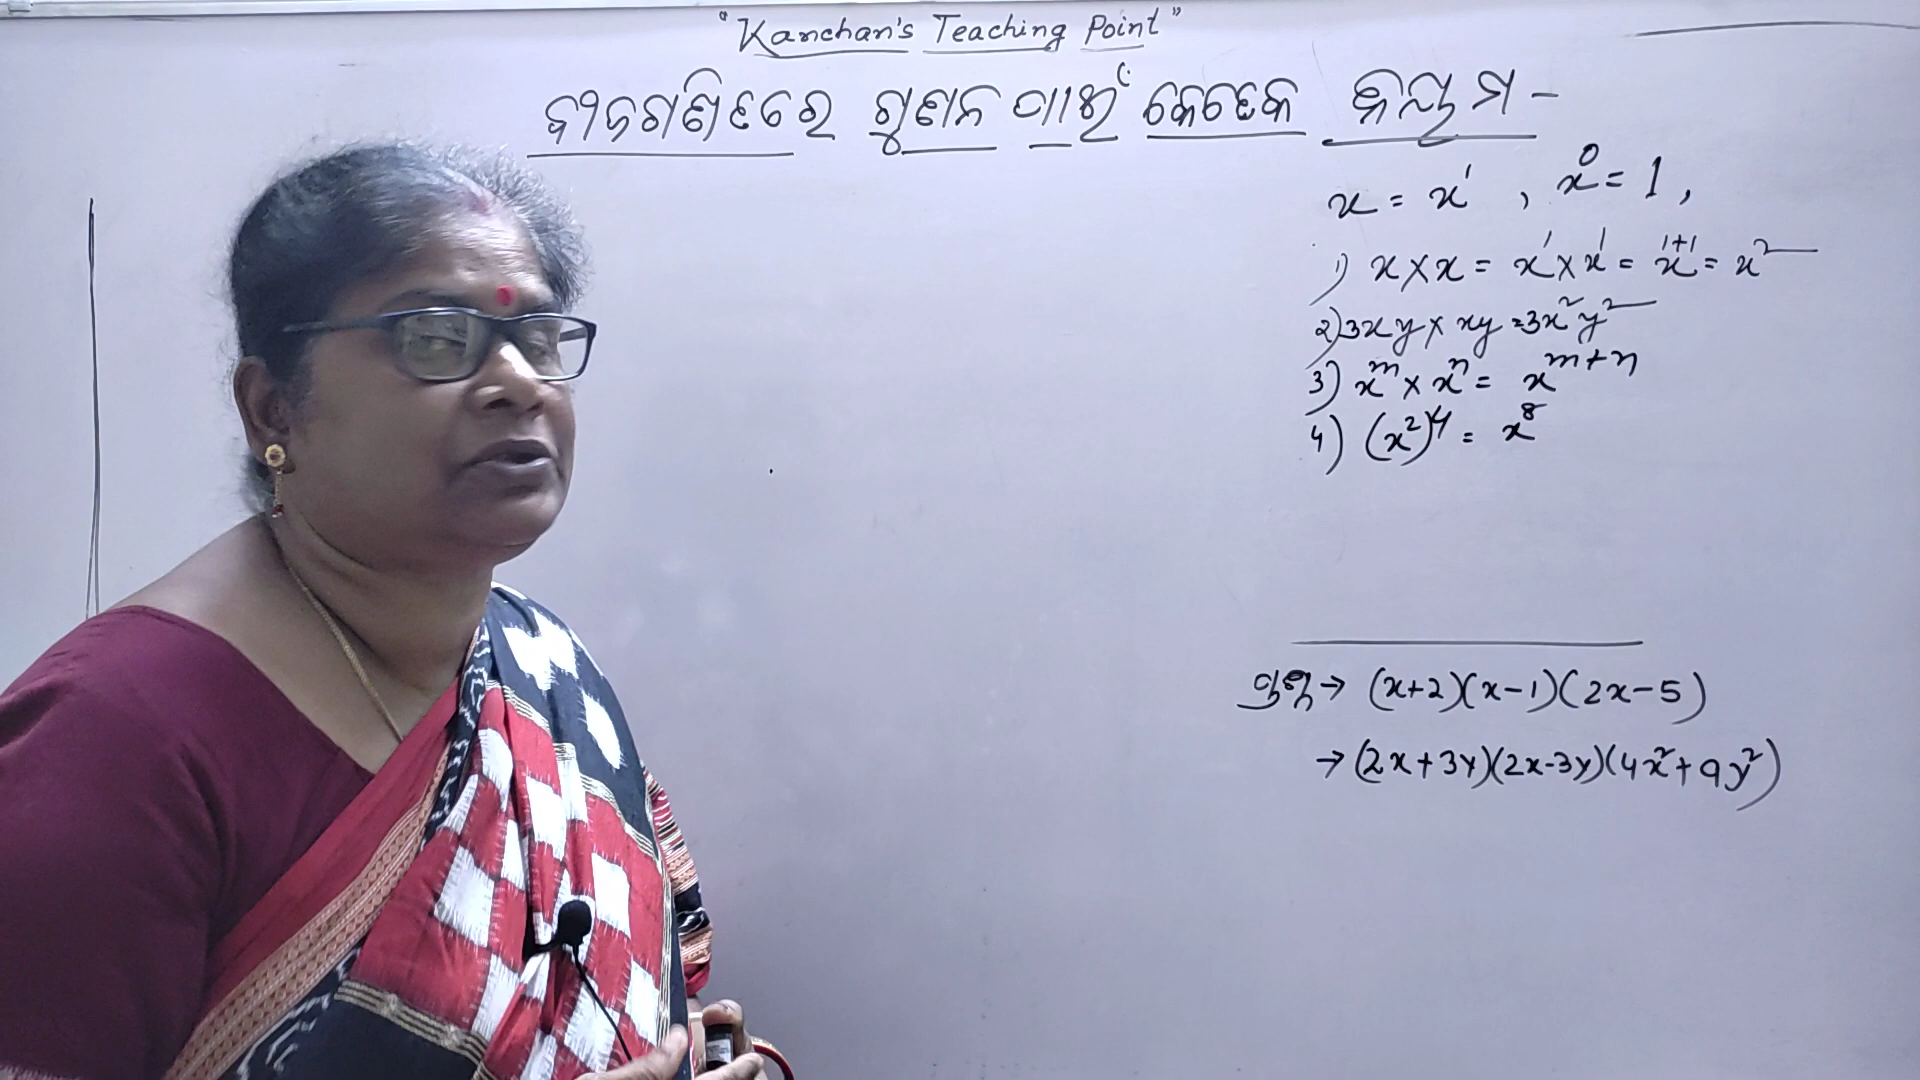 "Kanchan's Teaching Point"
ବୀଜଗଣିତରେ ଗୁଣନ ପାଇଁ କେତେକ ନିୟମ -
x = x¹ , x⁰ = 1 ,
1) x × x = x¹ × x¹ = x¹⁺¹ = x²
2) 3xy × xy = 3x²y²
3) xᵐ × xⁿ = xᵐ⁺ⁿ
4) (x²)⁴ = x⁸
ପ୍ରଶ୍ନ → (x+2)(x-1)(2x-5)
→ (2x+3y)(2x-3y)(4x²+9y²)